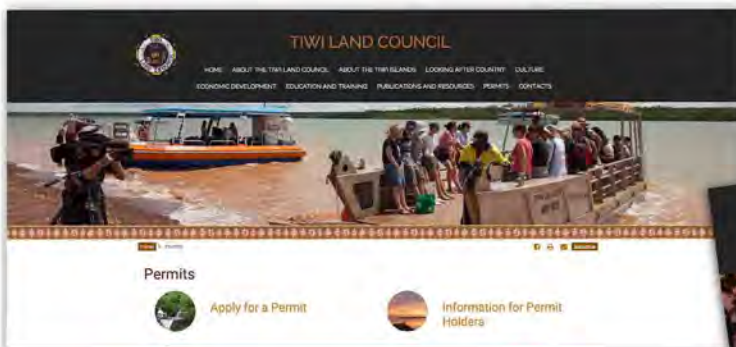 TIWI LAND COUNCIL
HOME ABOUT THE TIWI LAND COUNCIL ABOUT THE TIWI ISLANDS LOOKING AFTER COUNTRY CULTURE
ECONOMIC DEVELOPMENT EDUCATION AND TRAINING PUBLICATIONS AND RESOURCES PERMITS CONTACTS
Permits
Apply for a Permit
Information for Permit
Holders